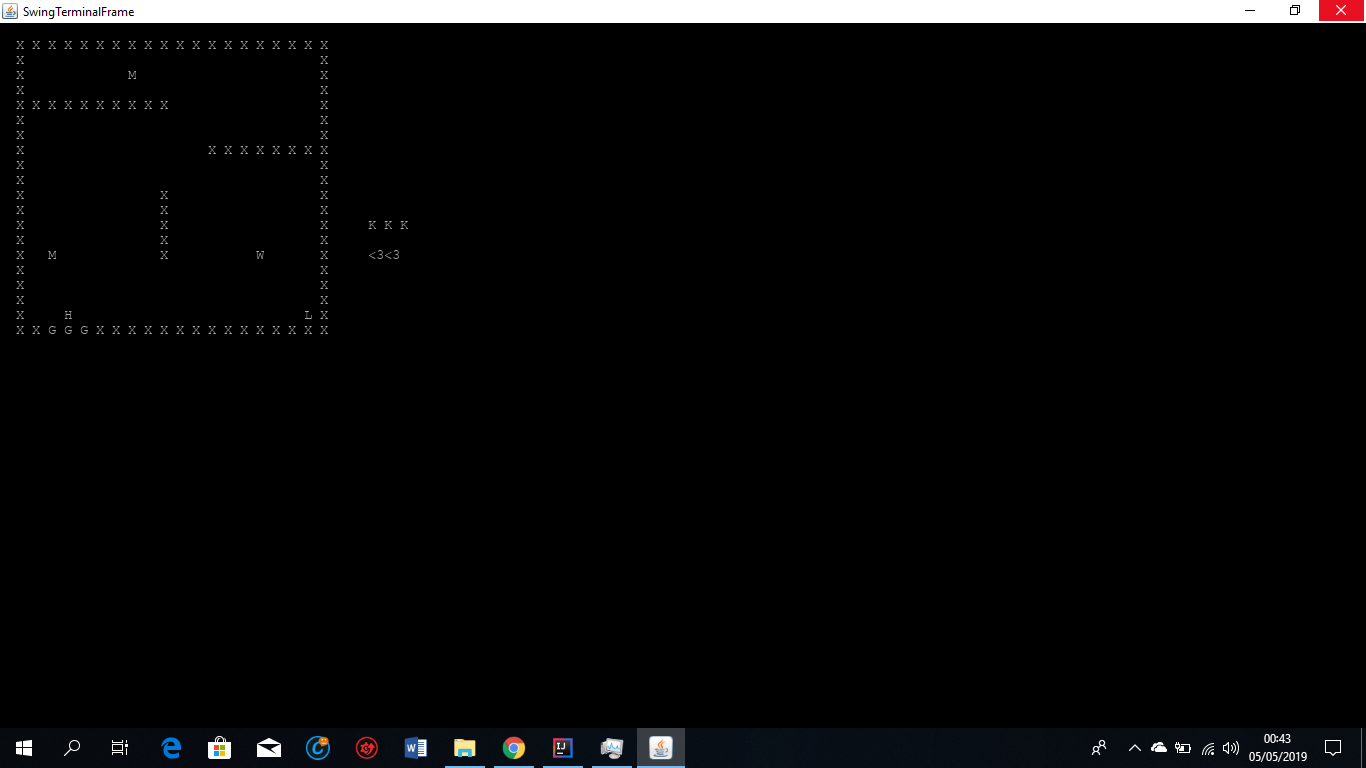 SwingTerminalFrame
X X X X X X X X X X X X X X X X X X X X
X                                     X
X             M                       X
X                                     X
X X X X X X X X X X                   X
X                                     X
X                                     X
X                       X X X X X X X X
X                                     X
X                                     X
X                 X                   X
X                 X                   X
X                 X                   X     K K K
X                 X                   X
X   M             X           W       X     <3<3
X                                     X
X                                     X
X                                     X
X     H                             L X
X X G G G X X X X X X X X X X X X X X X
00:43
05/05/2019